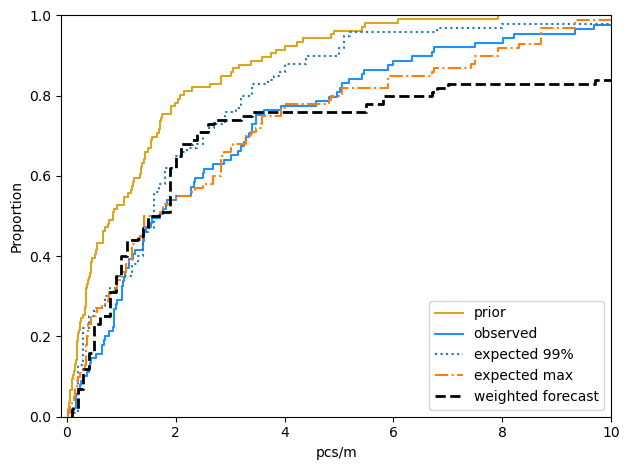 1.0
0.8
0.6
0.4
0.2
0.0
Proportion
0
2
4
6
8
10
pcs/m
prior
observed
expected 99%
expected max
weighted forecast